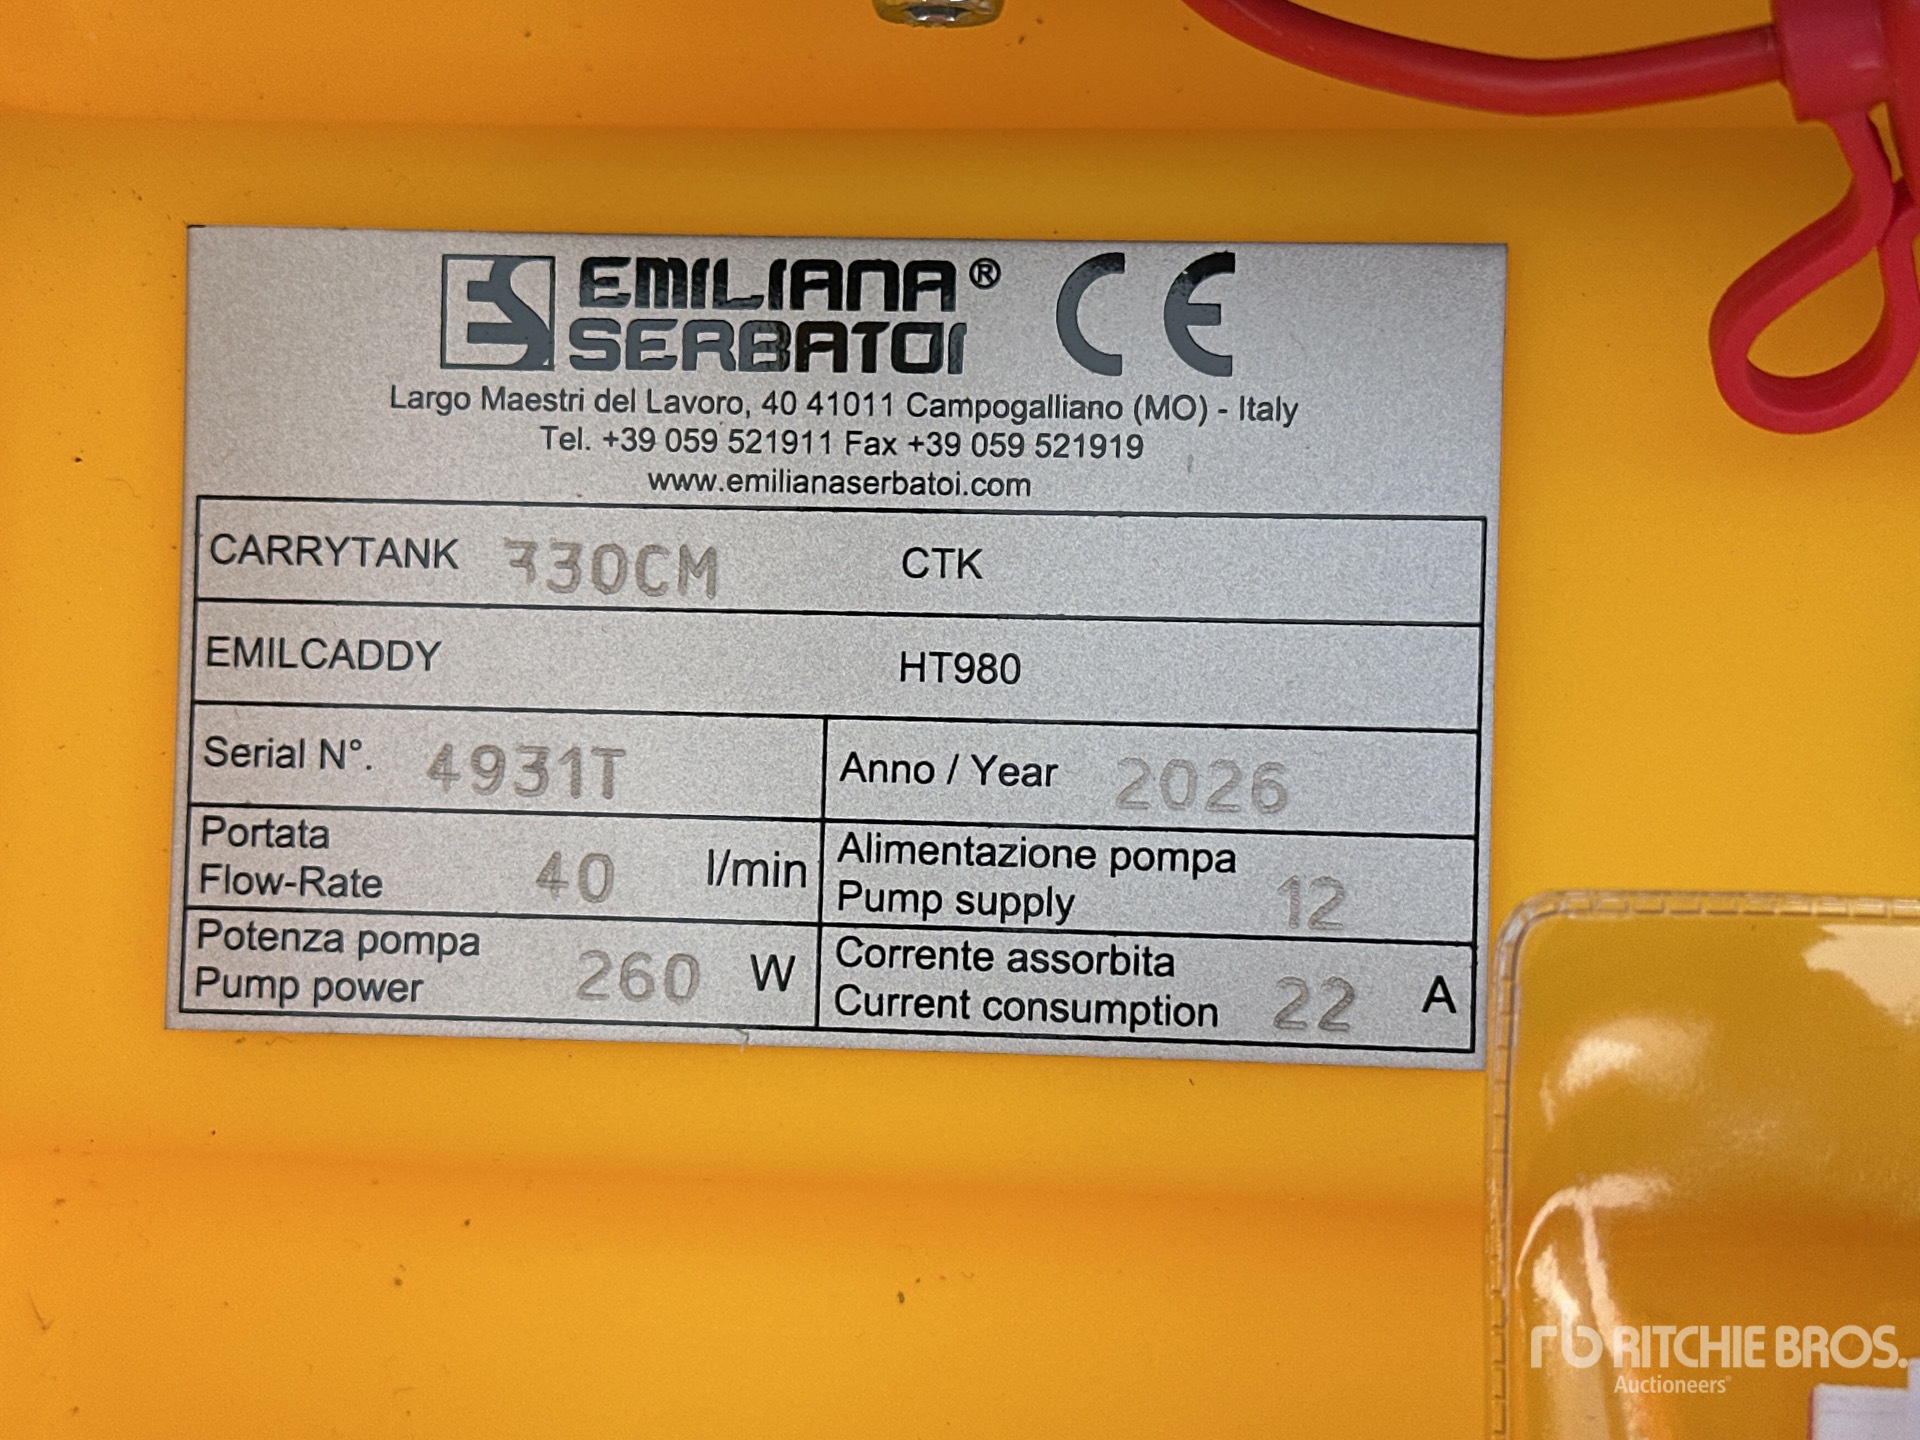 ES EMILIANA® CE
SERBATOI
Largo Maestri del Lavoro, 40 41011 Campogalliano (MO) - Italy
Tel. +39 059 521911 Fax +39 059 521919
www.emilianaserbatoi.com
CARRYTANK 330CM CTK
EMILCADDY HT980
Serial N°. 4931T Anno / Year 2026
Portata
Flow-Rate 40 l/min
Alimentazione pompa
Pump supply 12
Potenza pompa
Pump power 260 W
Corrente assorbita
Current consumption 22 A
rb RITCHIE BROS.
Auctioneers